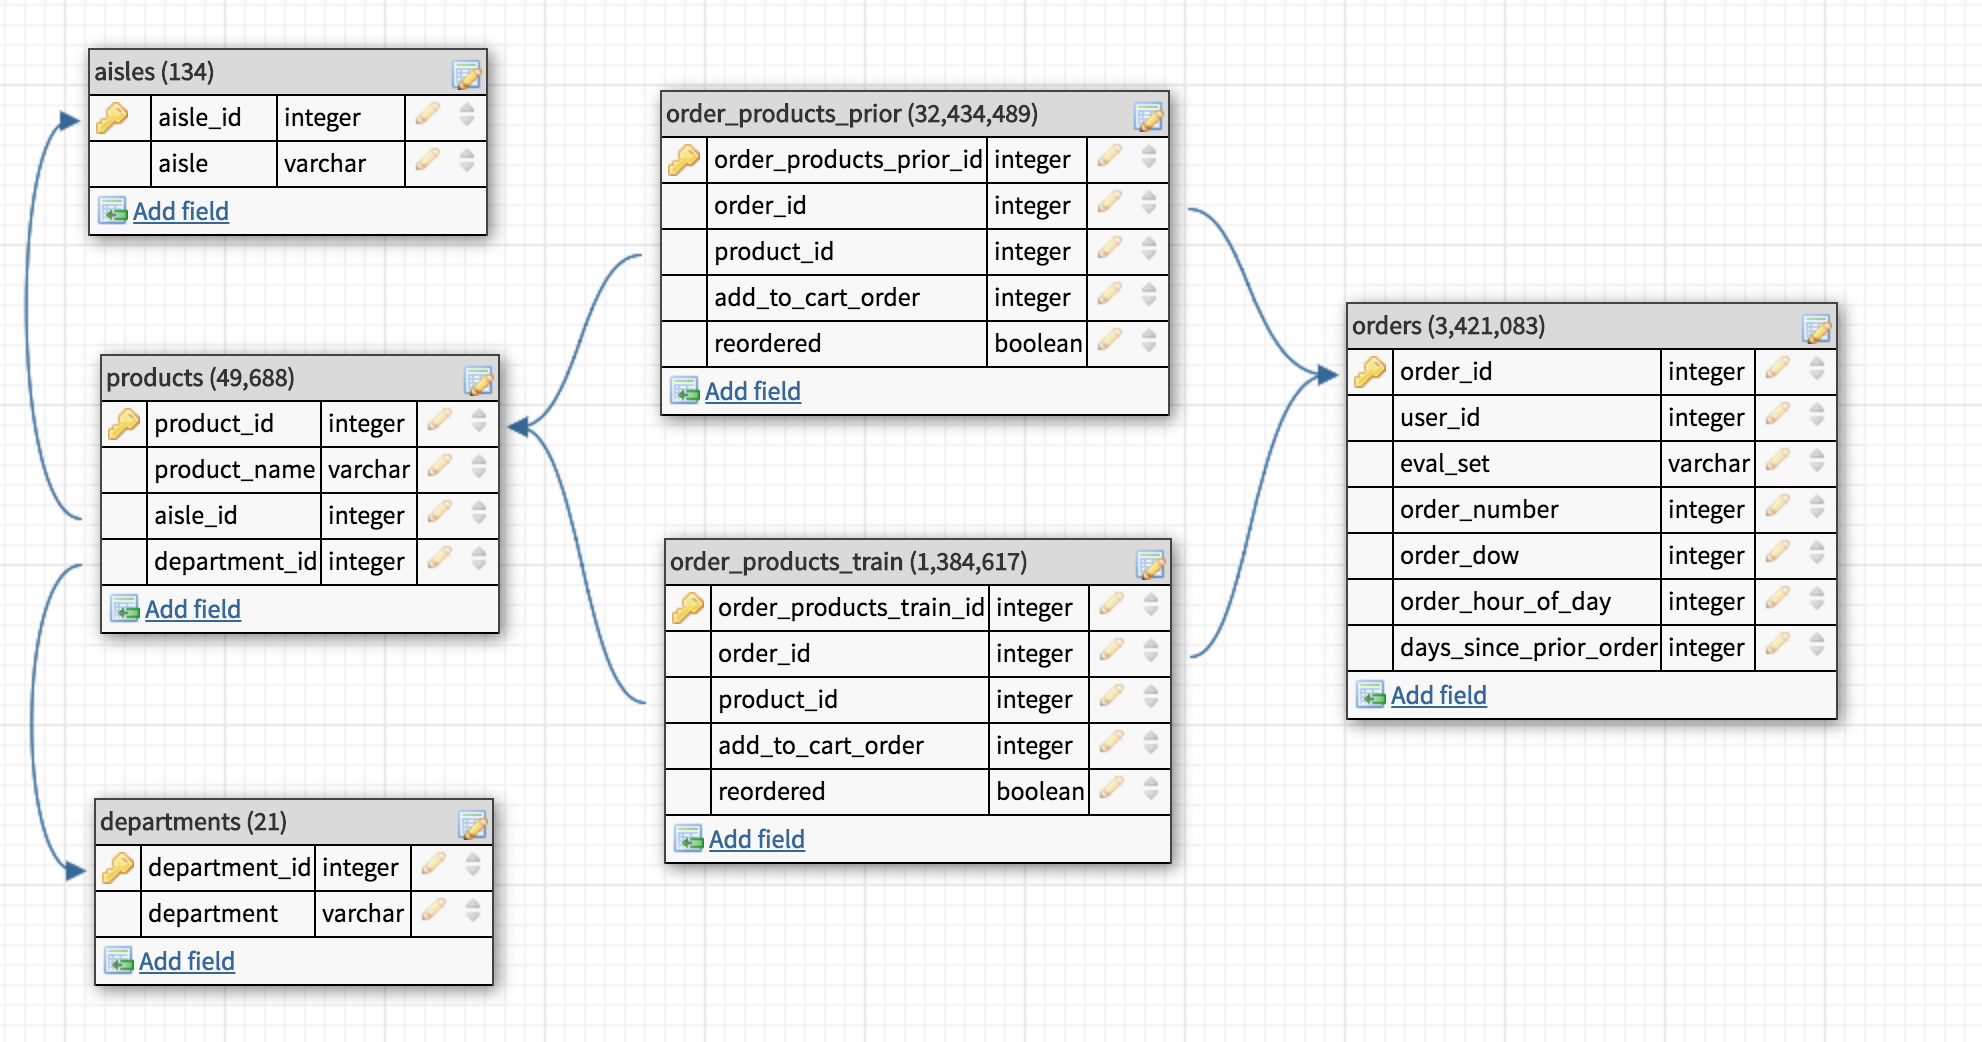 aisles (134)
aisle_id integer
aisle varchar
Add field
products (49,688)
product_id integer
product_name varchar
aisle_id integer
department_id integer
Add field
departments (21)
department_id integer
department varchar
Add field
order_products_prior (32,434,489)
order_products_prior_id integer
order_id integer
product_id integer
add_to_cart_order integer
reordered boolean
Add field
order_products_train (1,384,617)
order_products_train_id integer
order_id integer
product_id integer
add_to_cart_order integer
reordered boolean
Add field
orders (3,421,083)
order_id integer
user_id integer
eval_set varchar
order_number integer
order_dow integer
order_hour_of_day integer
days_since_prior_order integer
Add field